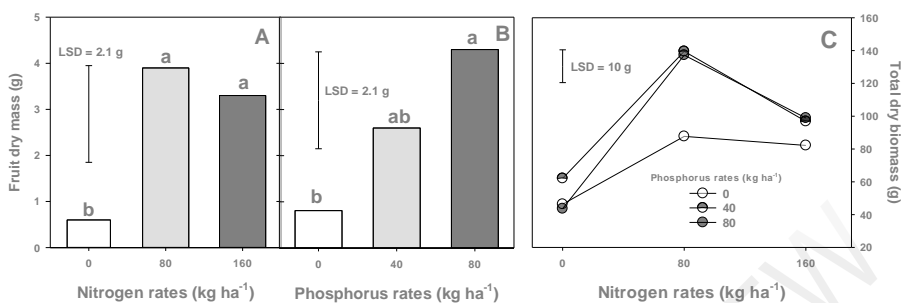 A
B
C
5
4
3
2
1
0
Fruit dry mass (g)
LSD = 2.1 g
b
a
a
0
80
160
Nitrogen rates (kg ha-1)
LSD = 2.1 g
b
ab
a
0
40
80
Phosphorus rates (kg ha-1)
LSD = 10 g
Phosphorus rates (kg ha-1)
0
40
80
0
80
160
Nitrogen rates (kg ha-1)
160
140
120
100
80
60
40
20
Total dry biomass
(g)